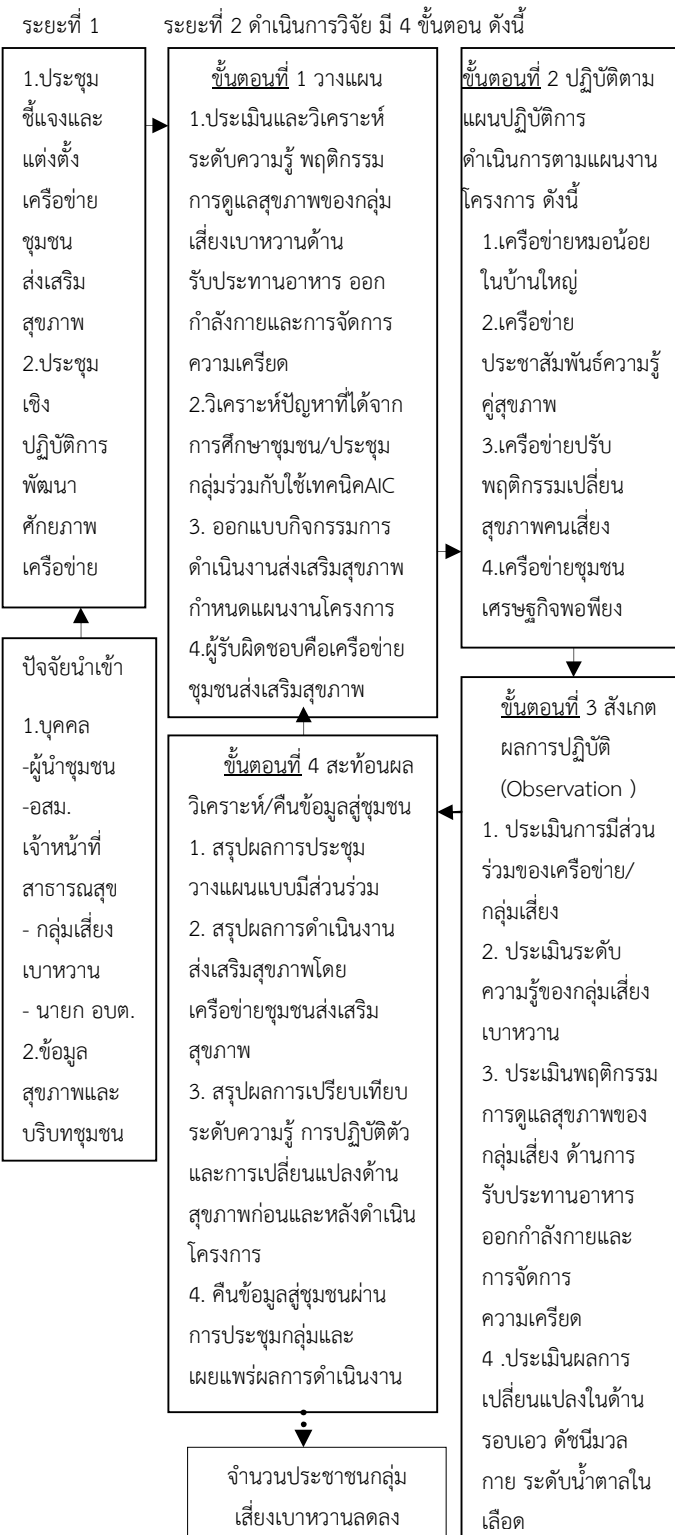 ระยะที่ 1
ระยะที่ 2 ดำเนินการวิจัย มี 4 ขั้นตอน ดังนี้
1.ประชุม
ชี้แจงและ
แต่งตั้ง
เครือข่าย
ชุมชน
ส่งเสริม
สุขภาพ
2.ประชุม
เชิง
ปฏิบัติการ
พัฒนา
ศักยภาพ
เครือข่าย
ปัจจัยนำเข้า
1.บุคคล
-ผู้นำชุมชน
-อสม.
เจ้าหน้าที่
สาธารณสุข
- กลุ่มเสี่ยง
เบาหวาน
- นายก อบต.
2.ข้อมูล
สุขภาพและ
บริบทชุมชน
ขั้นตอนที่ 1 วางแผน
1.ประเมินและวิเคราะห์
ระดับความรู้ พฤติกรรม
การดูแลสุขภาพของกลุ่ม
เสี่ยงเบาหวานด้าน
รับประทานอาหาร ออก
กำลังกายและการจัดการ
ความเครียด
2.วิเคราะห์ปัญหาที่ได้จาก
การศึกษาชุมชน/ประชุม
กลุ่มร่วมกับใช้เทคนิคAIC
3. ออกแบบกิจกรรมการ
ดำเนินงานส่งเสริมสุขภาพ
กำหนดแผนงานโครงการ
4.ผู้รับผิดชอบคือเครือข่าย
ชุมชนส่งเสริมสุขภาพ
ขั้นตอนที่ 2 ปฏิบัติตาม
แผนปฏิบัติการ
ดำเนินการตามแผนงาน
โครงการ ดังนี้
1.เครือข่ายหมอน้อย
ในบ้านใหญ่
2.เครือข่าย
ประชาสัมพันธ์ความรู้
คู่สุขภาพ
3.เครือข่ายปรับ
พฤติกรรมเปลี่ยน
สุขภาพคนเสี่ยง
4.เครือข่ายชุมชน
เศรษฐกิจพอพียง
ขั้นตอนที่ 3 สังเกต
ผลการปฏิบัติ
(Observation )
1. ประเมินการมีส่วน
ร่วมของเครือข่าย/
กลุ่มเสี่ยง
2. ประเมินระดับ
ความรู้ของกลุ่มเสี่ยง
เบาหวาน
3. ประเมินพฤติกรรม
การดูแลสุขภาพของ
กลุ่มเสี่ยง ด้านการ
รับประทานอาหาร
ออกกำลังกายและ
การจัดการ
ความเครียด
4 .ประเมินผลการ
เปลี่ยนแปลงในด้าน
รอบเอว ดัชนีมวล
กาย ระดับน้ำตาลใน
เลือด
ขั้นตอนที่ 4 สะท้อนผล
วิเคราะห์/คืนข้อมูลสู่ชุมชน
1. สรุปผลการประชุม
วางแผนแบบมีส่วนร่วม
2. สรุปผลการดำเนินงาน
ส่งเสริมสุขภาพโดย
เครือข่ายชุมชนส่งเสริม
สุขภาพ
3. สรุปผลการเปรียบเทียบ
ระดับความรู้ การปฏิบัติตัว
และการเปลี่ยนแปลงด้าน
สุขภาพก่อนและหลังดำเนิน
โครงการ
4. คืนข้อมูลสู่ชุมชนผ่าน
การประชุมกลุ่มและ
เผยแพร่ผลการดำเนินงาน
จำนวนประชาชนกลุ่ม
เสี่ยงเบาหวานลดลง